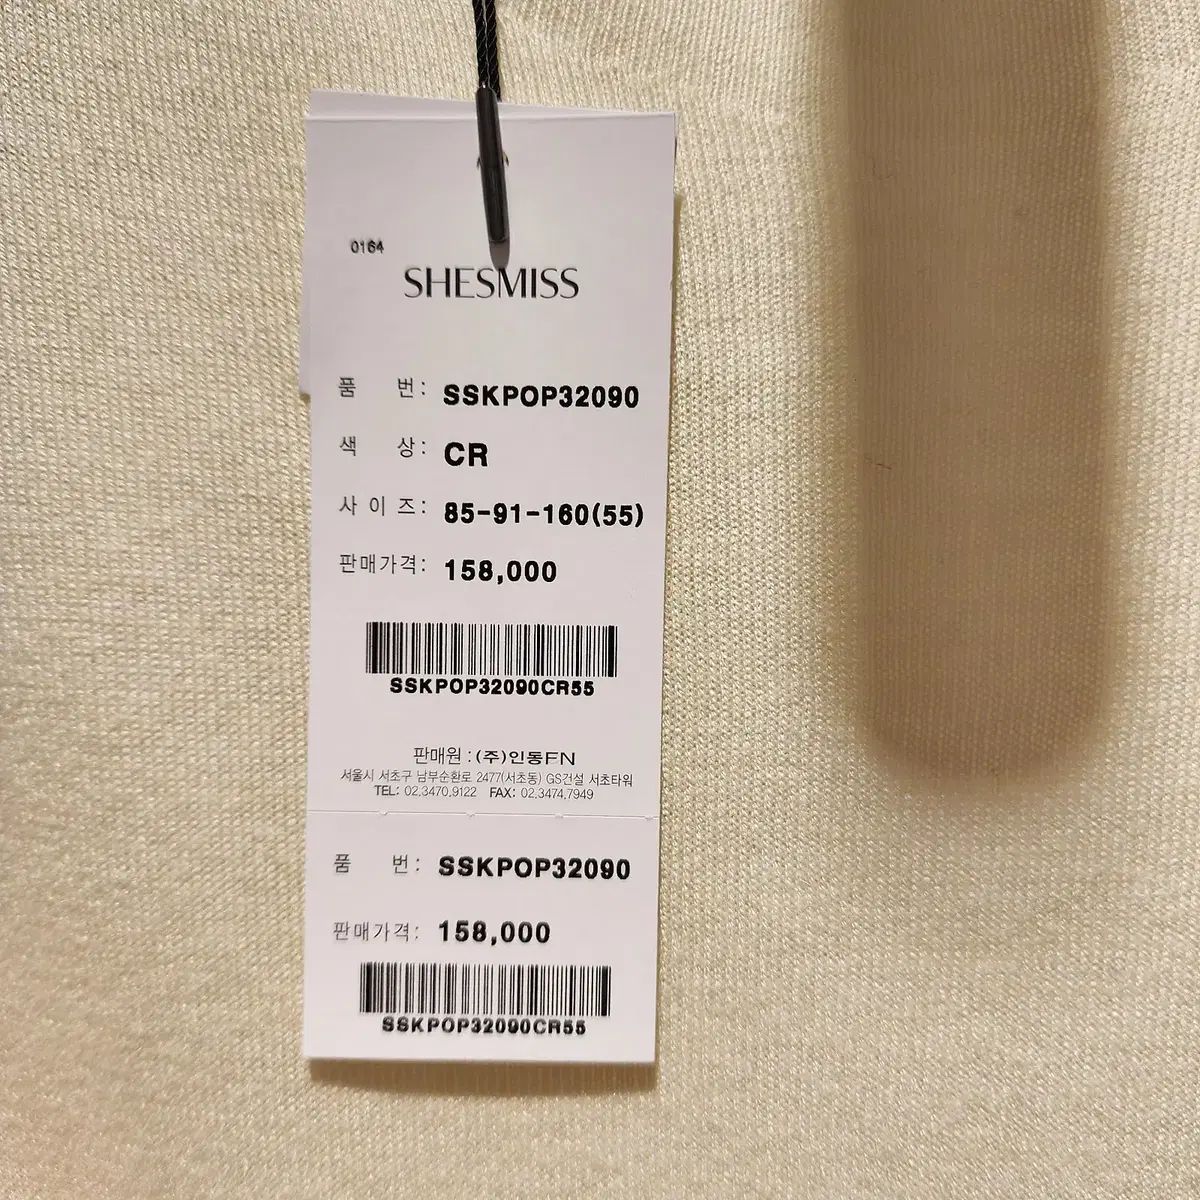 0164
SHESMISS
품 번: SSKPOP32090
색 상: CR
사 이 즈: 85-91-160(55)
판매가격: 158,000
SSKPOP32090CR55
판매원 : (주)인동FN
서울시 서초구 남부순환로 2477(서초동) GS건설 서초타워
TEL: 02.3470.9122 FAX: 02.3474.7949
품 번: SSKPOP32090
판매가격: 158,000
SSKPOP32090CR55